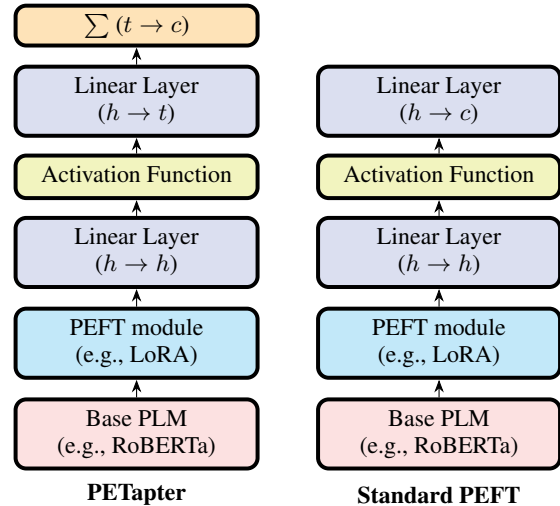 ∑ (t → c)
Linear Layer
(h → t)
Activation Function
Linear Layer
(h → h)
PEFT module
(e.g., LoRA)
Base PLM
(e.g., RoBERTa)
PETapter
Linear Layer
(h → c)
Activation Function
Linear Layer
(h → h)
PEFT module
(e.g., LoRA)
Base PLM
(e.g., RoBERTa)
Standard PEFT